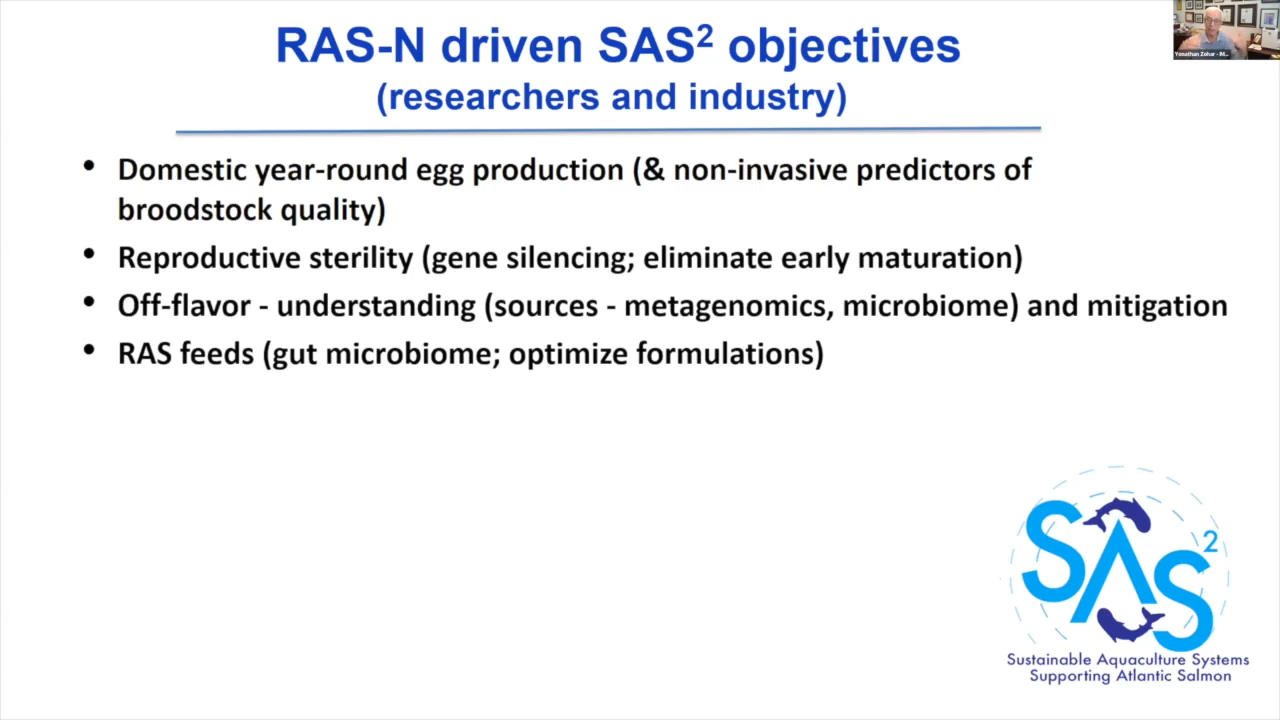 RAS-N driven SAS² objectives
(researchers and industry)
• Domestic year-round egg production (& non-invasive predictors of
broodstock quality)
• Reproductive sterility (gene silencing; eliminate early maturation)
• Off-flavor - understanding (sources - metagenomics, microbiome) and mitigation
• RAS feeds (gut microbiome; optimize formulations)
Yonathan Zohar - M...
SAS²
Sustainable Aquaculture Systems
Supporting Atlantic Salmon